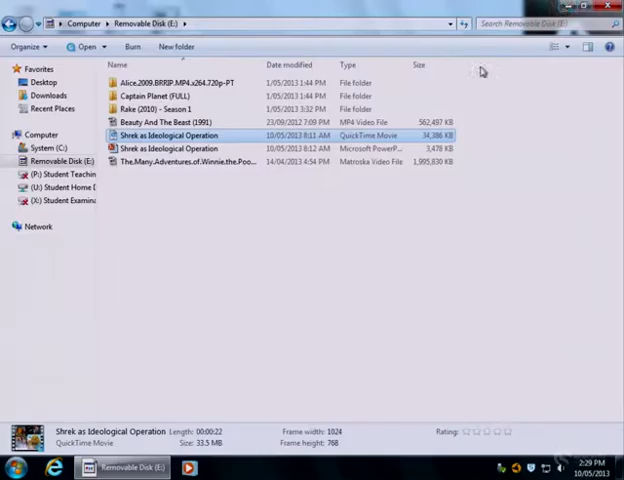 Computer ▸ Removable Disk (E:) ▸
Search Removable Disk (E:)
Organize ▾ Open ▾ Burn New folder
Name Date modified Type Size
Favorites
Desktop
Downloads
Recent Places
Computer
System (C:)
Removable Disk (E:)
(P:) Student Teachin
(U:) Student Home D
(X:) Student Examina
Network
Alice.2009.BRRIP.MP4.x264.720p-PT 1/05/2013 1:44 PM File folder
Captain Planet (FULL) 1/05/2013 1:44 PM File folder
Rake (2010) - Season 1 1/05/2013 3:32 PM File folder
Beauty And The Beast (1991) 23/09/2012 7:09 PM MP4 Video File 562,497 KB
Shrek as Ideological Operation 10/05/2013 8:11 AM QuickTime Movie 34,386 KB
Shrek as Ideological Operation 10/05/2013 8:12 AM Microsoft PowerP... 3,478 KB
The.Many.Adventures.of.Winnie.the.Poo... 14/04/2013 4:54 PM Matroska Video File 1,995,830 KB
Shrek as Ideological Operation Length: 00:00:22 Frame width: 1024 Rating:
QuickTime Movie Size: 33.5 MB Frame height: 768
Removable Disk (E:)
2:29 PM
10/05/2013